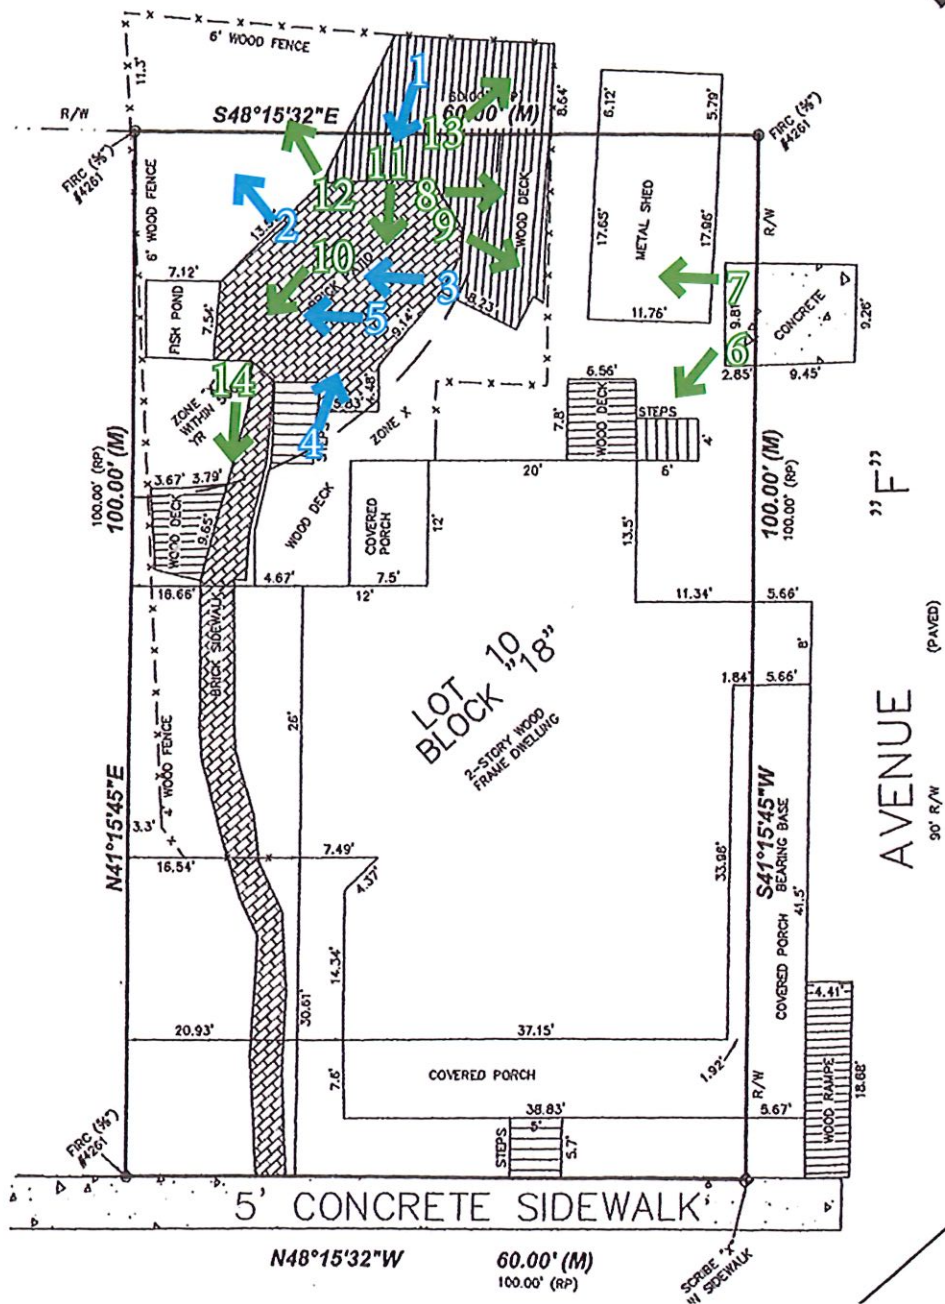 6' WOOD FENCE
11.3'
R/W
S48°15'32"E
60.00' (RP)
60.00' (M)
8.64'
6.12'
5.79'
FIRC (⅝")
#4261
FIRC (⅝")
#4261
1
13
11
12
8
9
2
10
3
5
7
6
14
4
6' WOOD FENCE
WOOD DECK
METAL SHED
17.65'
17.96'
R/W
7.12'
FISH POND
7.54'
9.14'
8.23'
11.76'
9.81'
CONCRETE
9.26'
2.85'
9.45'
ZONE X
6.56'
7.8'
WOOD DECK
STEPS
4'
20'
6'
100.00' (RP)
100.00' (M)
3.67'
3.79'
WOOD DECK
9.65'
WOOD DECK
COVERED
PORCH
12'
13.5'
100.00' (M)
100.00' (RP)
"F"
16.66'
4.67'
7.5'
12'
11.34'
5.66'
8'
BRICK SIDEWALK
26'
LOT 10
BLOCK "18"
2-STORY WOOD
FRAME DWELLING
1.84'
5.66'
(PAVED)
AVENUE
90' R/W
N41°15'45"E
4' WOOD FENCE
3.3'
16.54'
7.49'
4.37'
33.98'
S41°15'45"W
BEARING BASE
COVERED PORCH
41.5'
14.34'
30.61'
20.93'
37.15'
4.41'
7.6'
COVERED PORCH
1.92'
R/W
WOOD RAMPE
18.68'
38.83'
5.67'
STEPS
5.7'
FIRC (⅝")
#4261
5' CONCRETE SIDEWALK
N48°15'32"W
60.00' (M)
100.00' (RP)
SCRIBE "X"
IN SIDEWALK